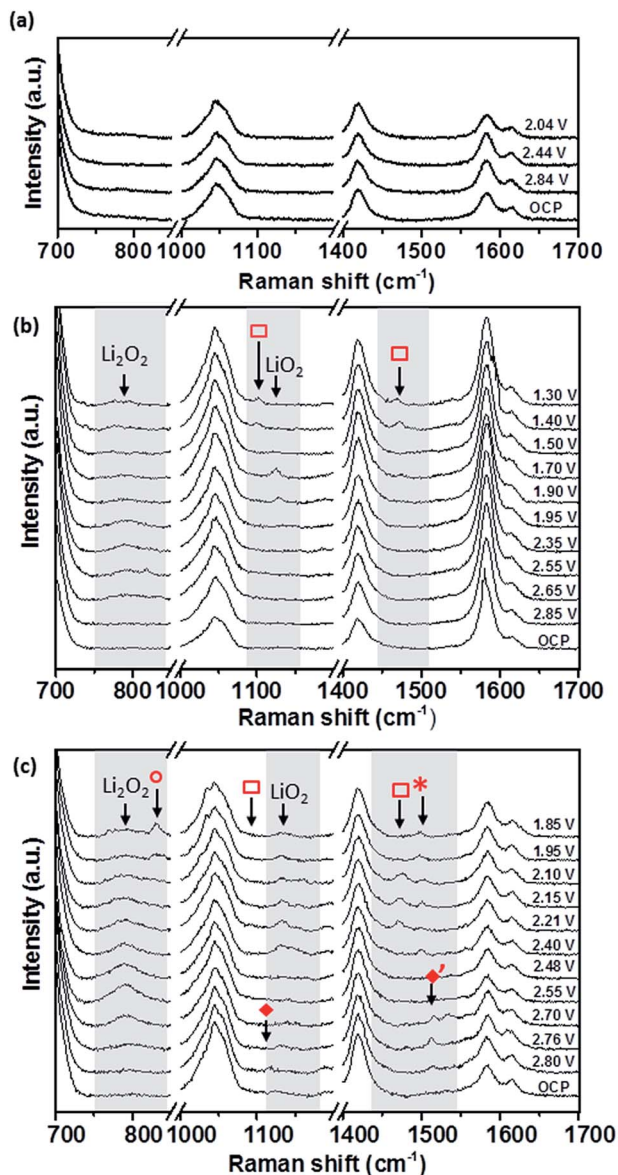 (a)
Intensity (a.u.)
2.04 V
2.44 V
2.84 V
OCP
700 800 1000 1100 1400 1500 1600 1700
Raman shift (cm-1)
(b)
Intensity (a.u.)
Li2O2
LiO2
1.30 V
1.40 V
1.50 V
1.70 V
1.90 V
1.95 V
2.35 V
2.55 V
2.65 V
2.85 V
OCP
700 800 1000 1100 1400 1500 1600 1700
Raman shift (cm-1)
(c)
Intensity (a.u.)
Li2O2
LiO2
*
1.85 V
1.95 V
2.10 V
2.15 V
2.21 V
2.40 V
2.48 V
2.55 V
2.70 V
2.76 V
2.80 V
OCP
700 800 1000 1100 1400 1500 1600 1700
Raman shift (cm-1)